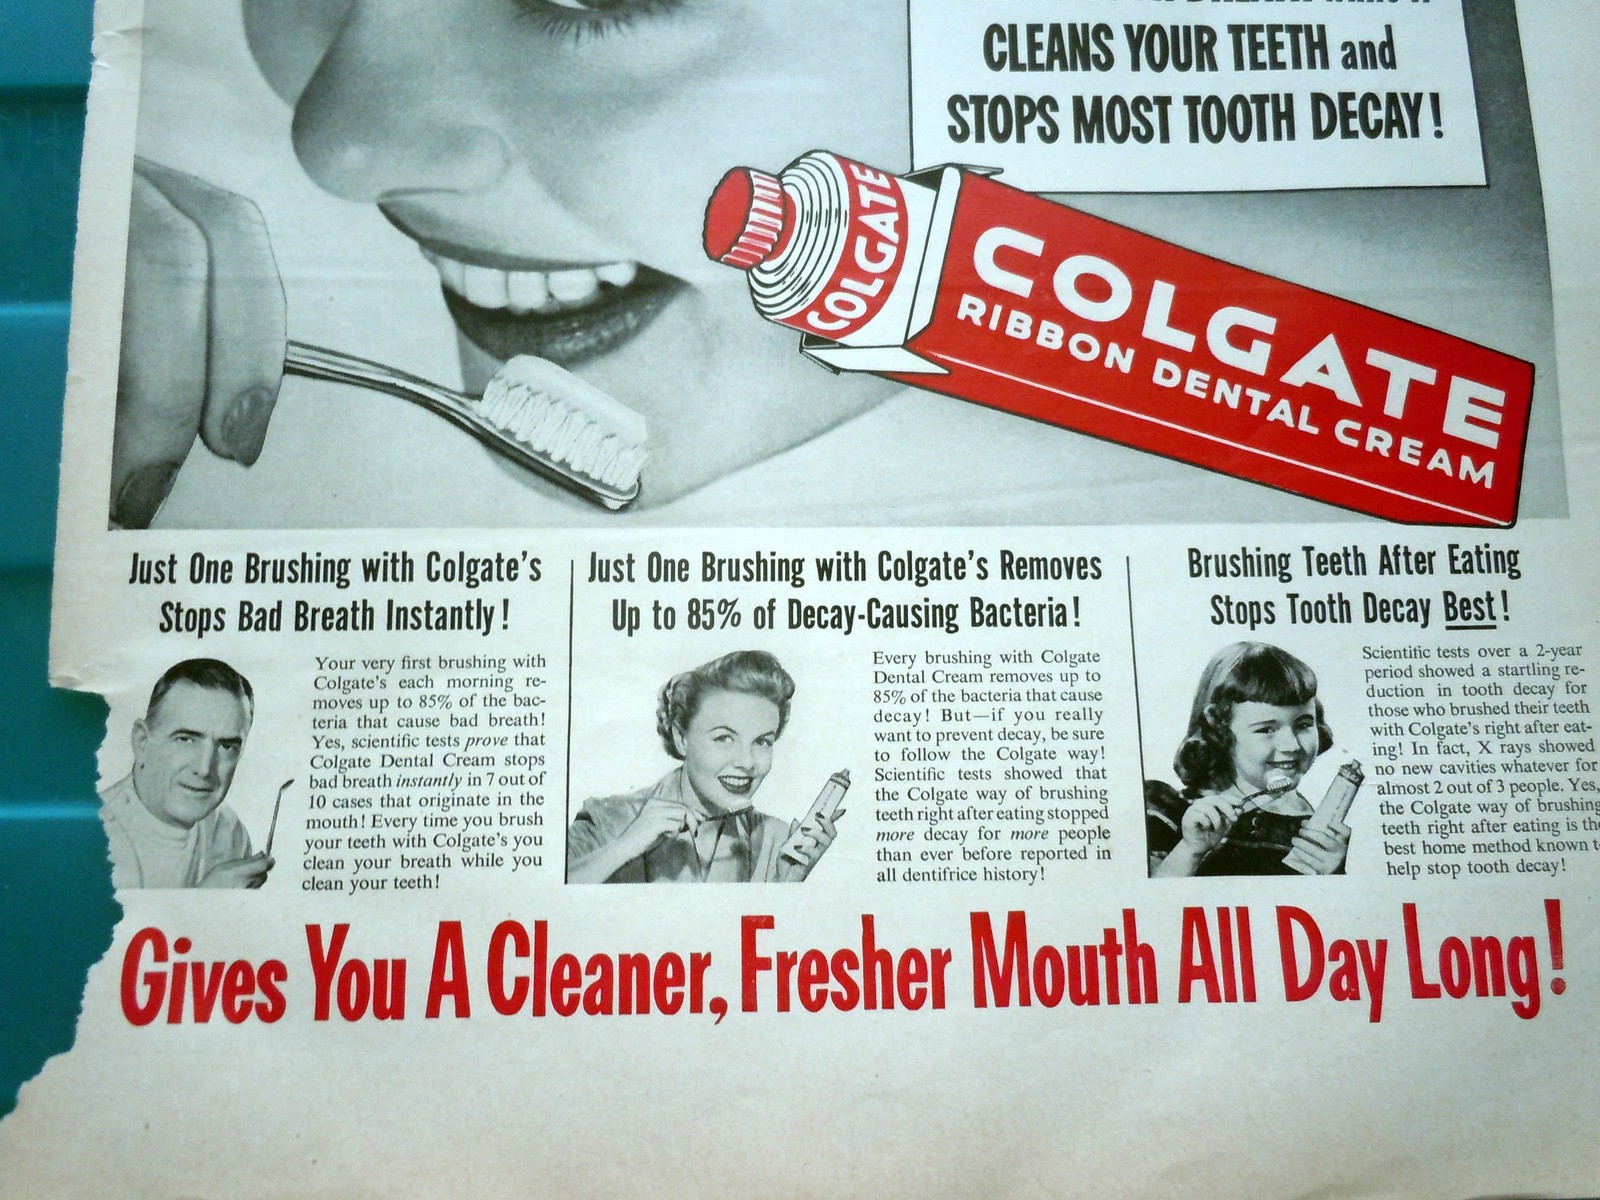 CLEANS YOUR TEETH and
STOPS MOST TOOTH DECAY!
COLGATE
COLGATE
RIBBON DENTAL CREAM
Just One Brushing with Colgate's
Stops Bad Breath Instantly!
Your very first brushing with
Colgate's each morning re-
moves up to 85% of the bac-
teria that cause bad breath!
Yes, scientific tests prove that
Colgate Dental Cream stops
bad breath instantly in 7 out of
10 cases that originate in the
mouth! Every time you brush
your teeth with Colgate's you
clean your breath while you
clean your teeth!
Just One Brushing with Colgate's Removes
Up to 85% of Decay-Causing Bacteria!
Every brushing with Colgate
Dental Cream removes up to
85% of the bacteria that cause
decay! But—if you really
want to prevent decay, be sure
to follow the Colgate way!
Scientific tests showed that
the Colgate way of brushing
teeth right after eating stopped
more decay for more people
than ever before reported in
all dentifrice history!
Brushing Teeth After Eating
Stops Tooth Decay Best!
Scientific tests over a 2-year
period showed a startling re-
duction in tooth decay for
those who brushed their teeth
with Colgate's right after eat-
ing! In fact, X rays showed
no new cavities whatever for
almost 2 out of 3 people. Yes,
the Colgate way of brushing
teeth right after eating is the
best home method known
help stop tooth decay!
Gives You A Cleaner, Fresher Mouth All Day Long!